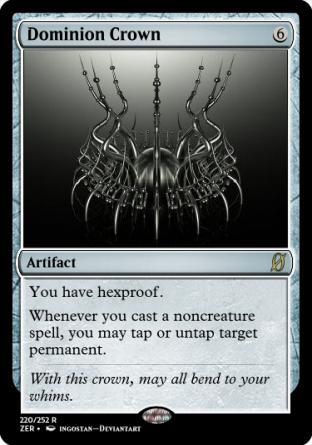 Dominion Crown 6
Artifact
You have hexproof.
Whenever you cast a noncreature
spell, you may tap or untap target
permanent.
With this crown, may all bend to your
whims.
220/252 R
ZER • INGOSTAN—DEVIANTART